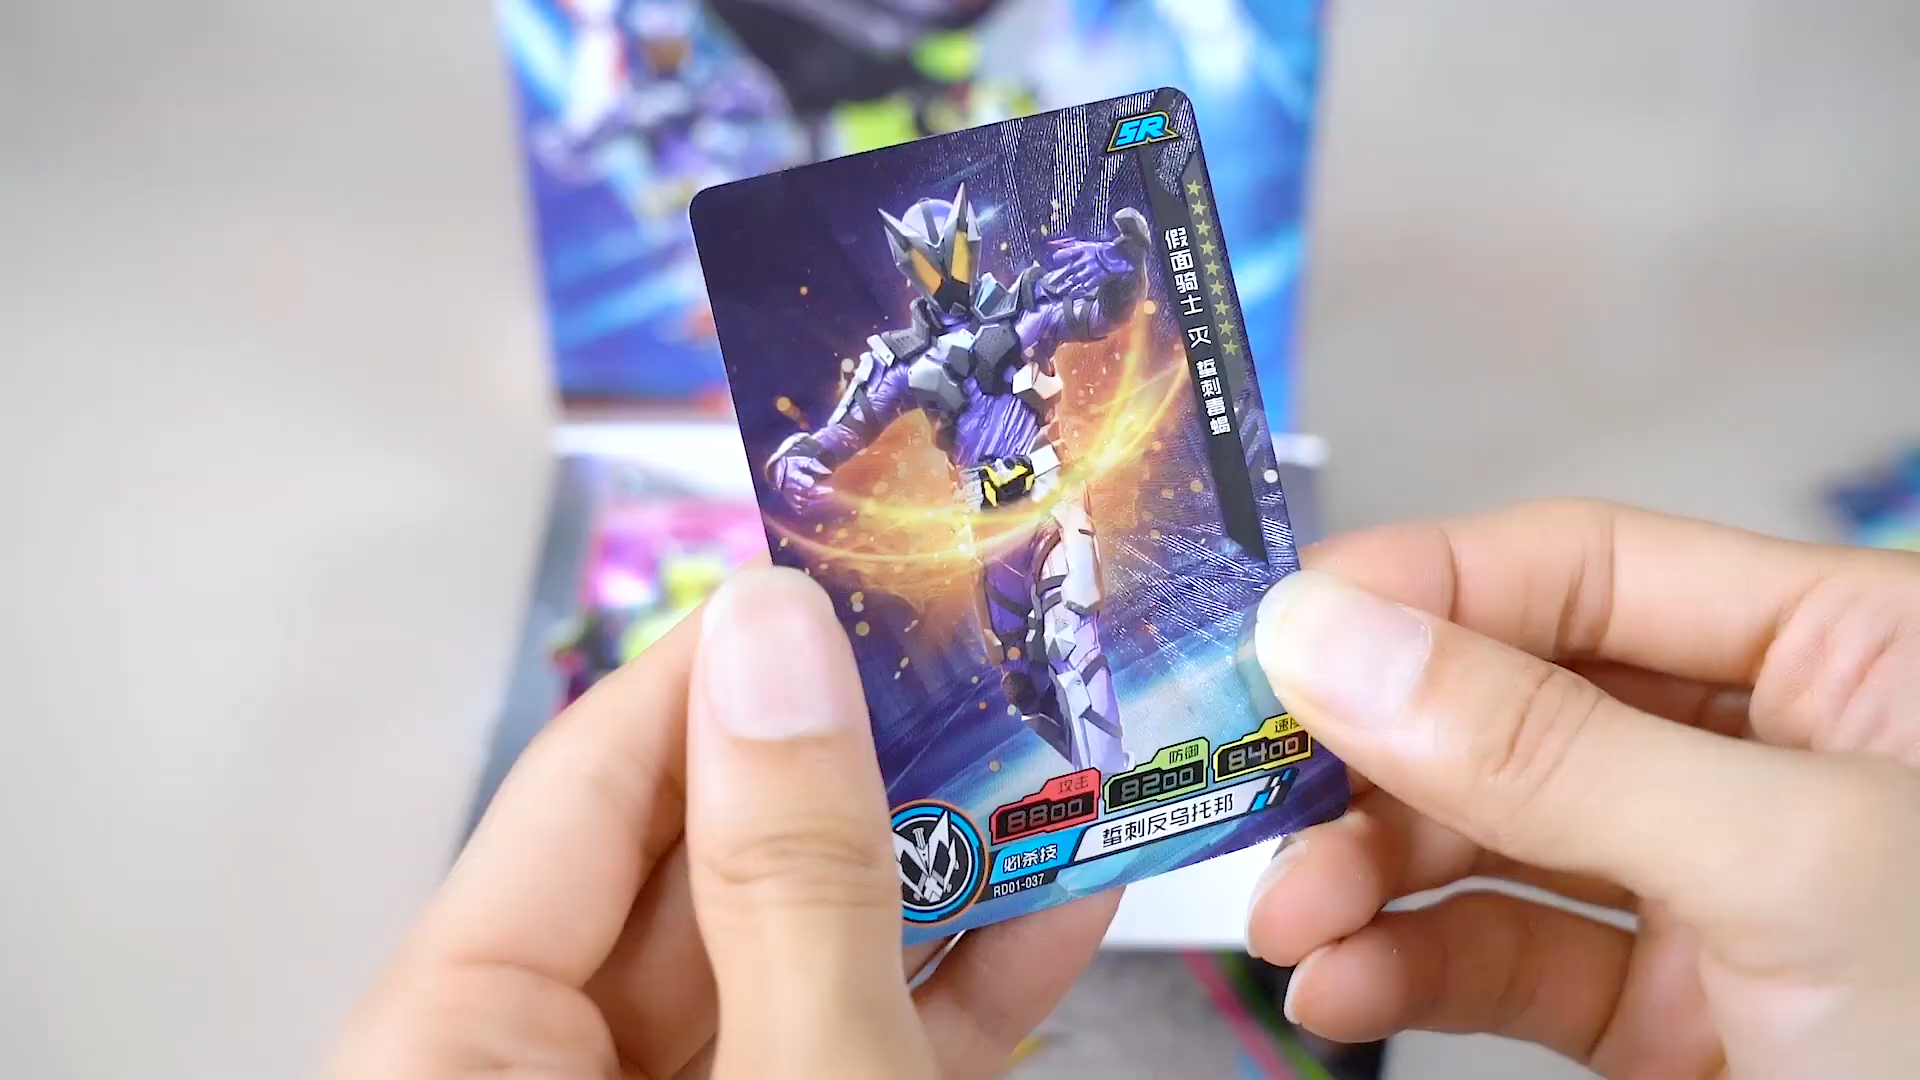 SR
假面骑士 灭 蜇刺毒蝎
攻击
8800
防御
8200
速度
8400
必杀技
蜇刺反乌托邦
RD01-037